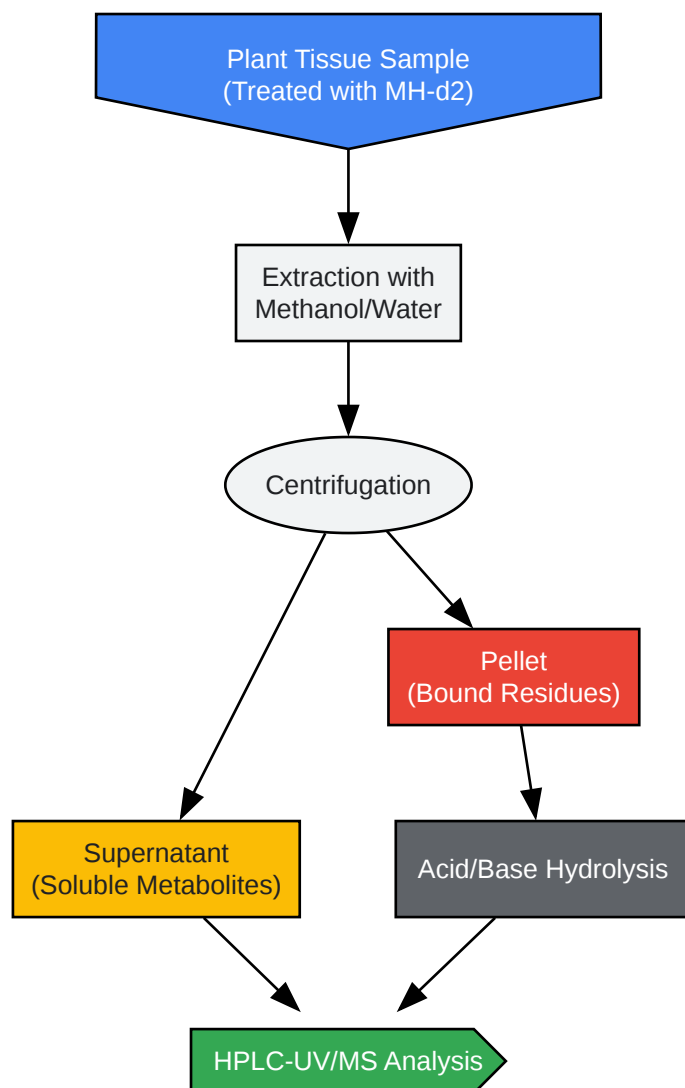 Plant Tissue Sample
(Treated with MH-d2)
Extraction with
Methanol/Water
Centrifugation
Pellet
(Bound Residues)
Supernatant
(Soluble Metabolites)
Acid/Base Hydrolysis
HPLC-UV/MS Analysis